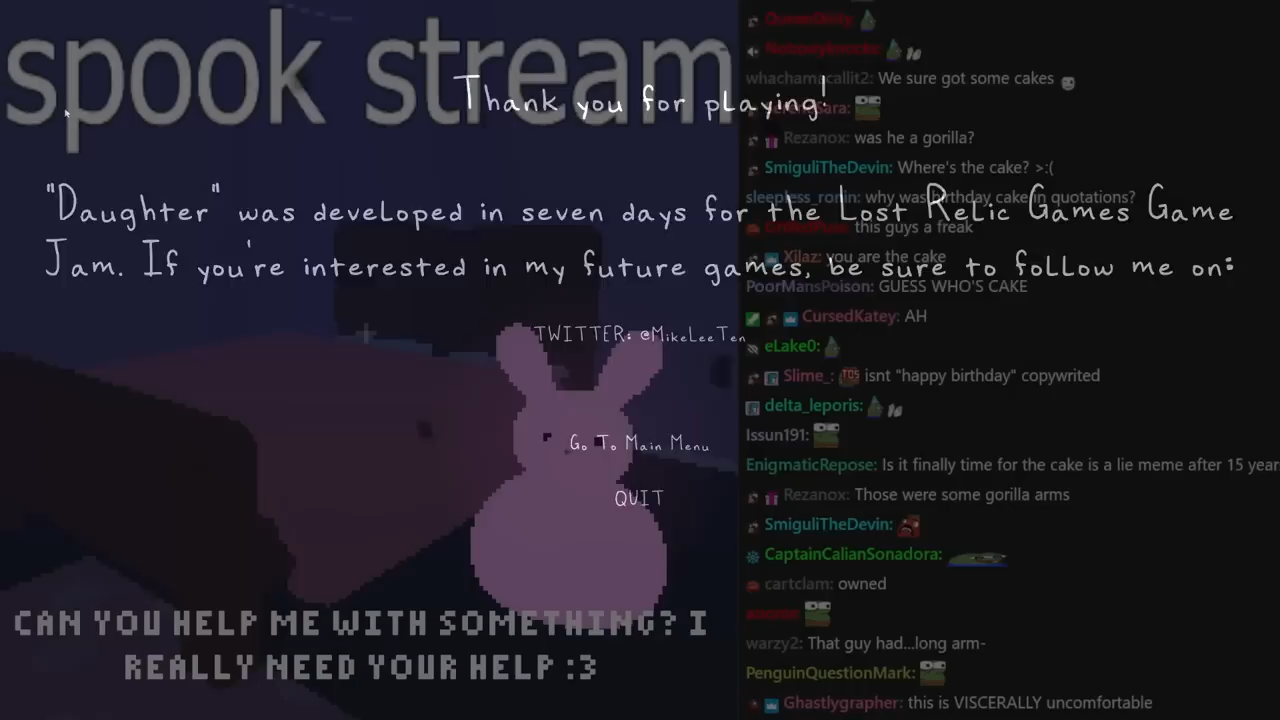 spook stream
Thank you for playing!
"Daughter" was developed in seven days for the Lost Relic Games Game
Jam. If you're interested in my future games, be sure to follow me on:
TWITTER: @MikeLeeTen
Go To Main Menu
QUIT
CAN YOU HELP ME WITH SOMETHING? I
REALLY NEED YOUR HELP :3
whacham_callit2: We sure got some cakes
Rezanox: was he a gorilla?
SmiguliTheDevin: Where's the cake? >:(
sleepless_ronin: why was birthday cake in quotations?
this guys a freak
Xilaz: you are the cake
PoorMansPoison: GUESS WHO'S CAKE
CursedKatey: AH
eLake0:
Slime_: isnt "happy birthday" copywrited
delta_leporis:
Issun191:
EnigmaticRepose: Is it finally time for the cake is a lie meme after 15 year
Rezanox: Those were some gorilla arms
SmiguliTheDevin:
CaptainCalianSonadora:
cartclam: owned
warzy2: That guy had...long arm-
PenguinQuestionMark:
Ghastlygrapher: this is VISCERALLY uncomfortable